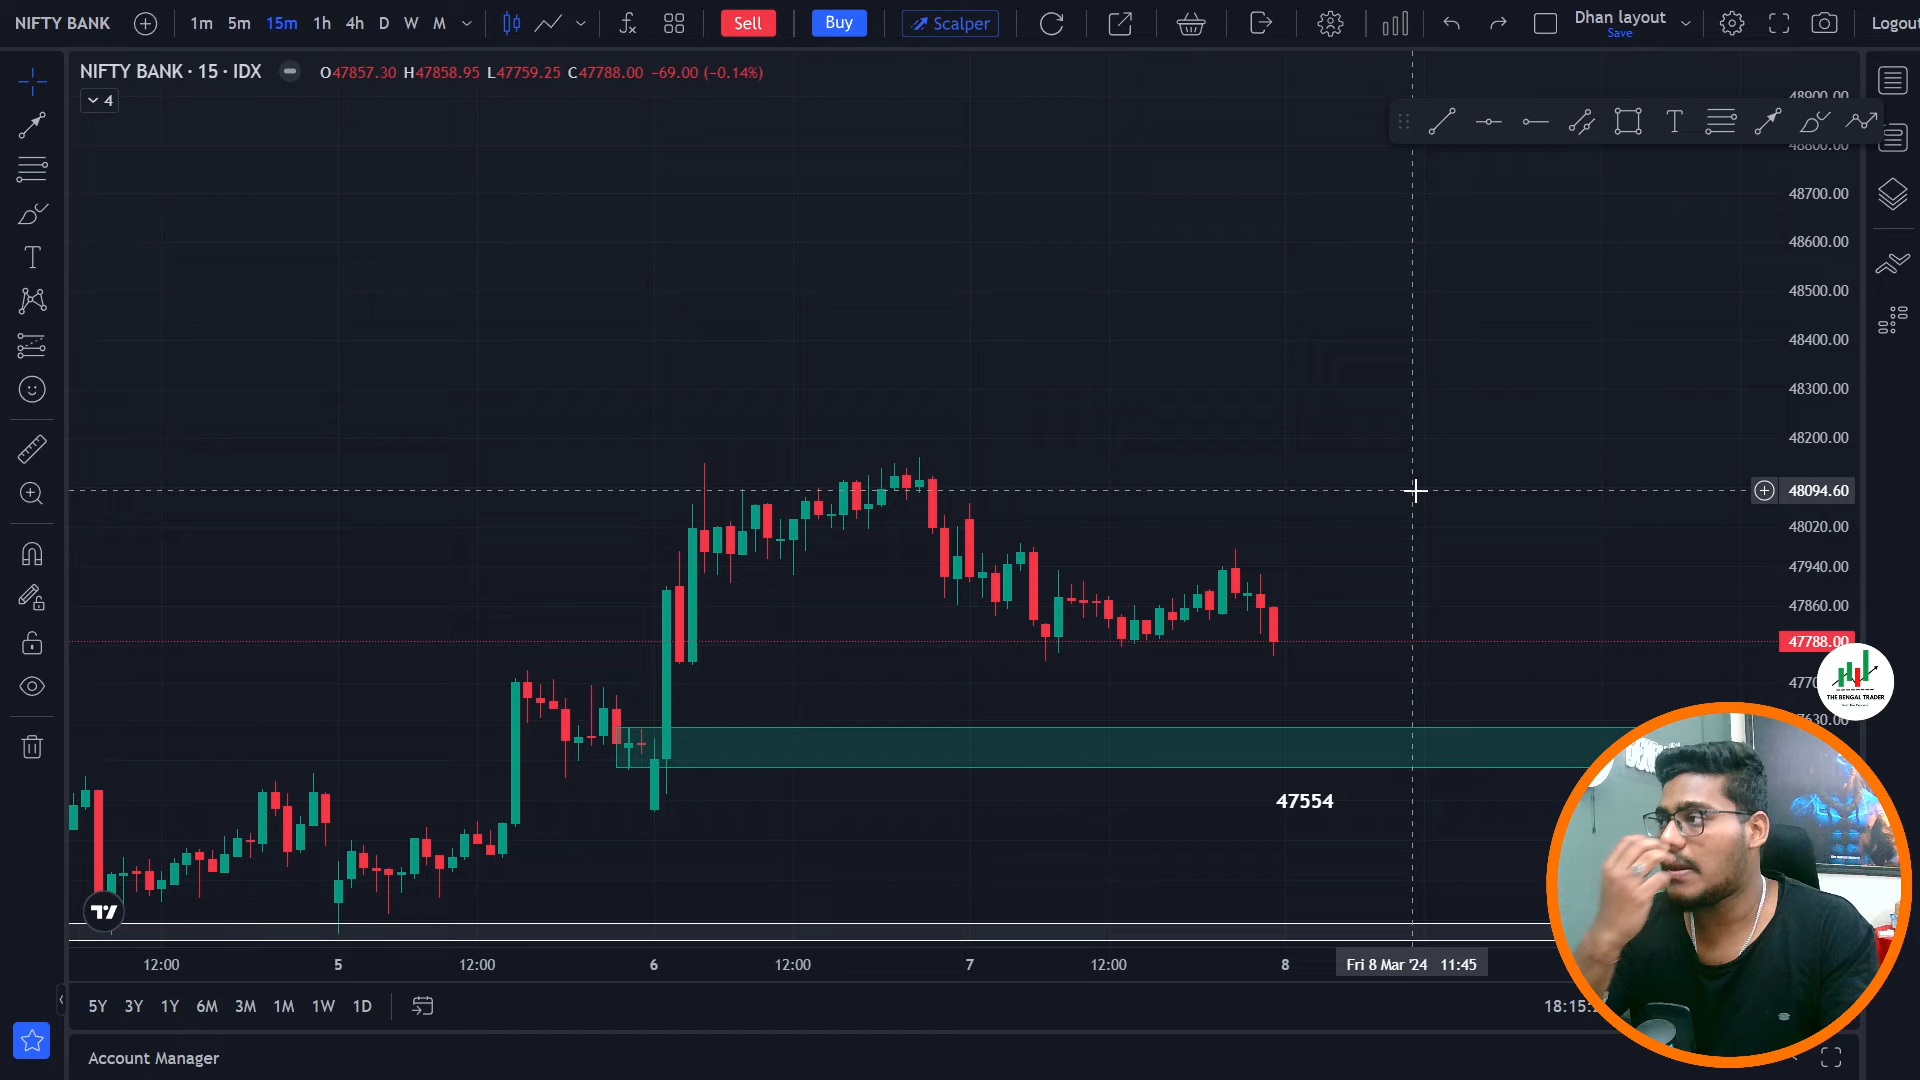 NIFTY BANK
1m 5m 15m 1h 4h D W M
Sell
Buy
Scalper
Dhan layout
Save
Logout
NIFTY BANK · 15 · IDX
O47857.30 H47858.95 L47759.25 C47788.00 −69.00 (−0.14%)
4
48900.00
48800.00
48700.00
48600.00
48500.00
48400.00
48300.00
48200.00
48094.60
48020.00
47940.00
47860.00
47788.00
THE BENGAL TRADER
47554
12:00 5 12:00 6 12:00 7 12:00 8 Fri 8 Mar '24 11:45
5Y 3Y 1Y 6M 3M 1M 1W 1D
18:15:
Account Manager